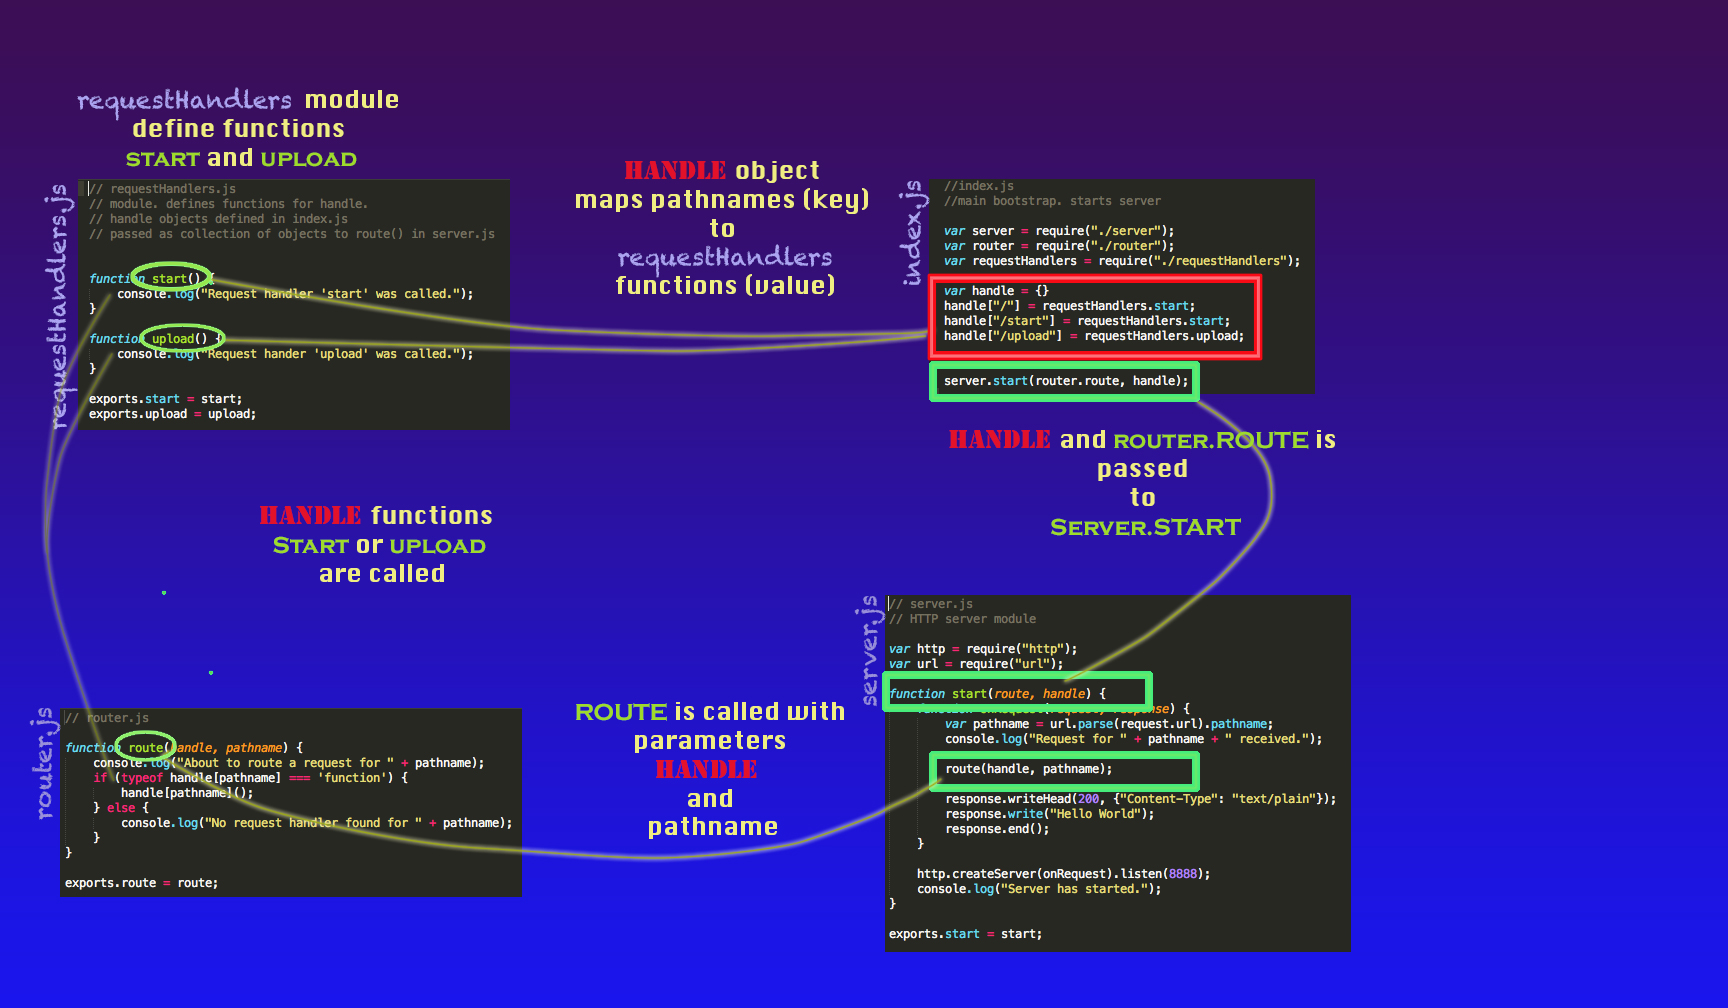 requestHandlers module
define functions
START and UPLOAD
requestHandlers.js
// requestHandlers.js
// module. defines functions for handle.
// handle objects defined in index.js
// passed as collection of objects to route() in server.js
function start() {
console.log("Request handler 'start' was called.");
}
function upload() {
console.log("Request hander 'upload' was called.");
}
exports.start = start;
exports.upload = upload;
HANDLE object
maps pathnames (key)
to
requestHandlers
functions (value)
index.js
//index.js
//main bootstrap. starts server
var server = require("./server");
var router = require("./router");
var requestHandlers = require("./requestHandlers");
var handle = {}
handle["/"] = requestHandlers.start;
handle["/start"] = requestHandlers.start;
handle["/upload"] = requestHandlers.upload;
server.start(router.route, handle);
HANDLE and ROUTER.ROUTE is
passed
to
SERVER.START
HANDLE functions
START or UPLOAD
are called
server.js
// server.js
// HTTP server module
var http = require("http");
var url = require("url");
function start(route, handle) {
function onRequest(request, response) {
var pathname = url.parse(request.url).pathname;
console.log("Request for " + pathname + " received.");
route(handle, pathname);
response.writeHead(200, {"Content-Type": "text/plain"});
response.write("Hello World");
response.end();
}
http.createServer(onRequest).listen(8888);
console.log("Server has started.");
}
exports.start = start;
ROUTE is called with
parameters
HANDLE
and
pathname
router.js
// router.js
function route(handle, pathname) {
console.log("About to route a request for " + pathname);
if (typeof handle[pathname] === 'function') {
handle[pathname]();
} else {
console.log("No request handler found for " + pathname);
}
}
exports.route = route;